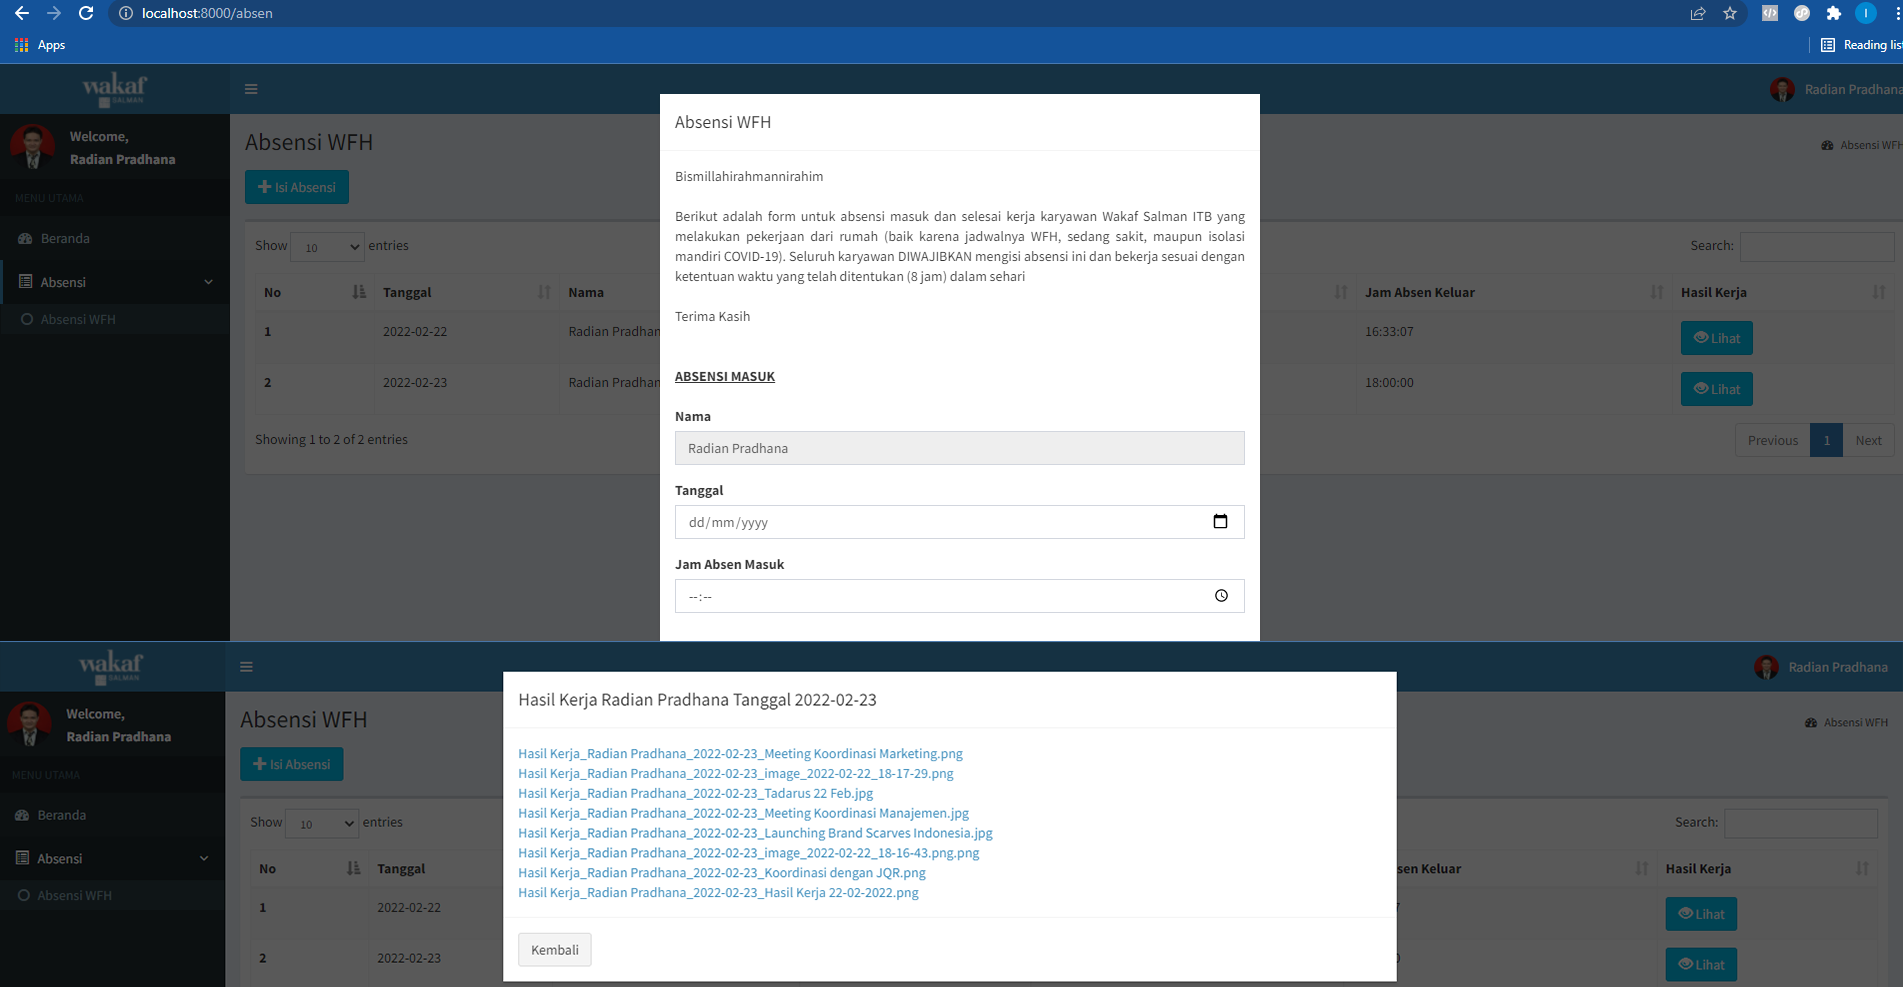 localhost:8000/absen
Apps
Reading lis
wakaf
SALMAN
Radian Pradhana
Welcome,
Radian Pradhana
MENU UTAMA
Beranda
Absensi
Absensi WFH
Absensi WFH
Absensi WFH
Isi Absensi
Show 10 entries
Search:
No Tanggal Nama Jam Absen Keluar Hasil Kerja
1 2022-02-22 Radian Pradhan 16:33:07 Lihat
2 2022-02-23 Radian Pradhan 18:00:00 Lihat
Showing 1 to 2 of 2 entries
Previous 1 Next
Absensi WFH
Bismillahirahmannirahim
Berikut adalah form untuk absensi masuk dan selesai kerja karyawan Wakaf Salman ITB yang
melakukan pekerjaan dari rumah (baik karena jadwalnya WFH, sedang sakit, maupun isolasi
mandiri COVID-19). Seluruh karyawan DIWAJIBKAN mengisi absensi ini dan bekerja sesuai dengan
ketentuan waktu yang telah ditentukan (8 jam) dalam sehari
Terima Kasih
ABSENSI MASUK
Nama
Radian Pradhana
Tanggal
dd/mm/yyyy
Jam Absen Masuk
--:--
wakaf
SALMAN
Radian Pradhana
Welcome,
Radian Pradhana
MENU UTAMA
Beranda
Absensi
Absensi WFH
Absensi WFH
Absensi WFH
Isi Absensi
Show 10 entries
Search:
No Tanggal sen Keluar Hasil Kerja
1 2022-02-22 7 Lihat
2 2022-02-23 0 Lihat
Hasil Kerja Radian Pradhana Tanggal 2022-02-23
Hasil Kerja_Radian Pradhana_2022-02-23_Meeting Koordinasi Marketing.png
Hasil Kerja_Radian Pradhana_2022-02-23_image_2022-02-22_18-17-29.png
Hasil Kerja_Radian Pradhana_2022-02-23_Tadarus 22 Feb.jpg
Hasil Kerja_Radian Pradhana_2022-02-23_Meeting Koordinasi Manajemen.jpg
Hasil Kerja_Radian Pradhana_2022-02-23_Launching Brand Scarves Indonesia.jpg
Hasil Kerja_Radian Pradhana_2022-02-23_image_2022-02-22_18-16-43.png.png
Hasil Kerja_Radian Pradhana_2022-02-23_Koordinasi dengan JQR.png
Hasil Kerja_Radian Pradhana_2022-02-23_Hasil Kerja 22-02-2022.png
Kembali